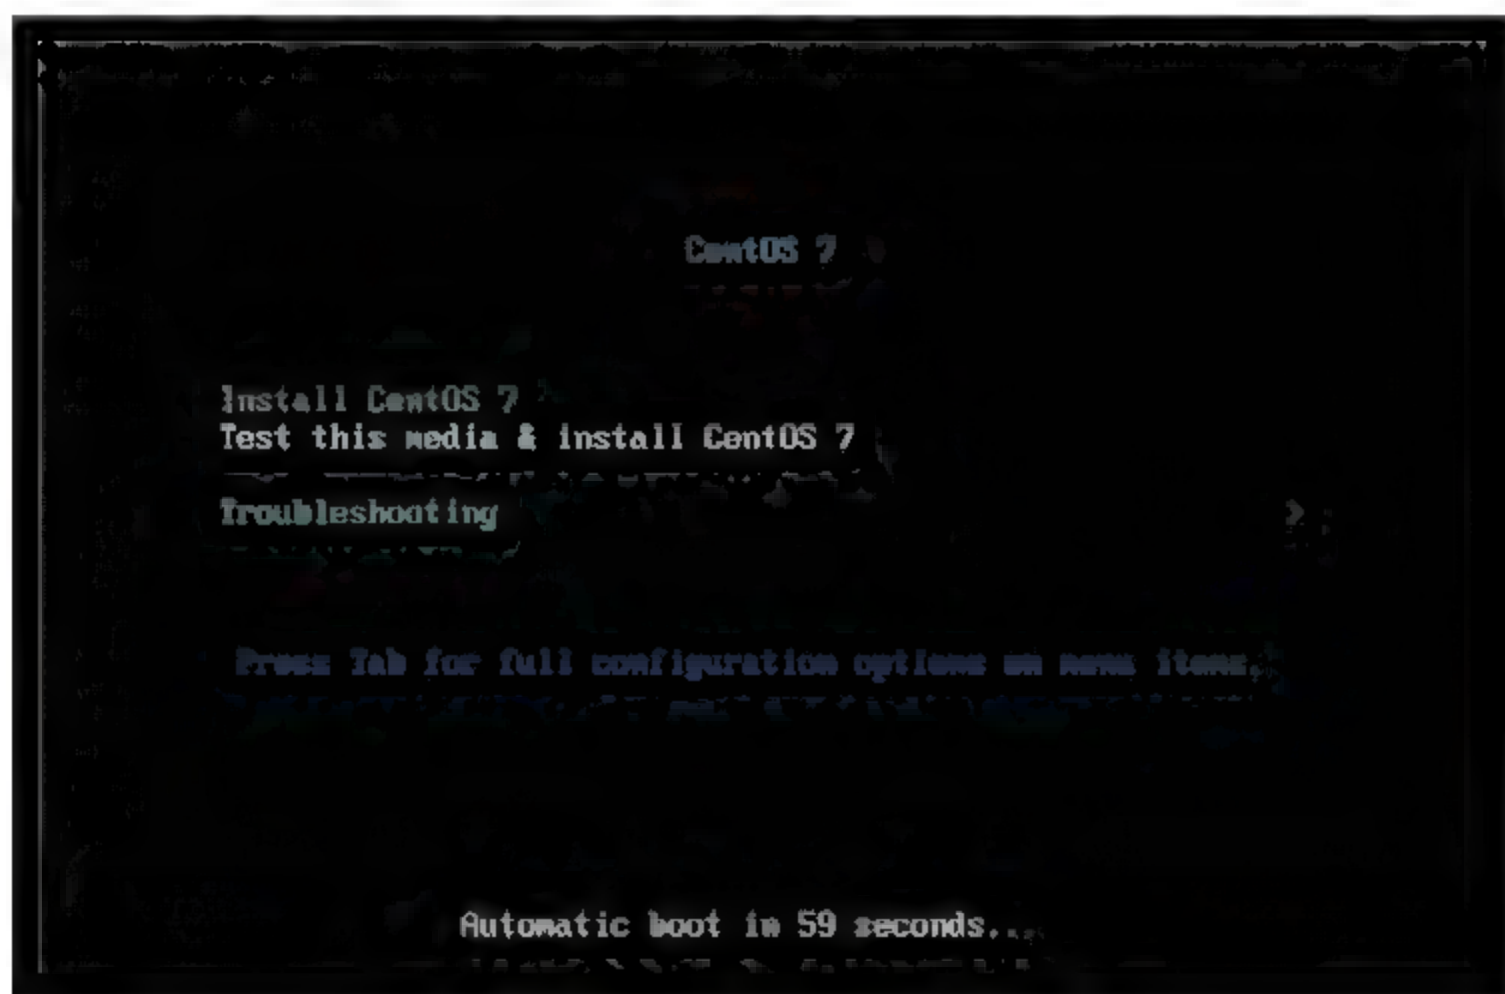 CentOS 7
Install CentOS 7
Test this media & install CentOS 7
Troubleshooting >
Press Tab for full configuration options on menu items.
Automatic boot in 59 seconds...